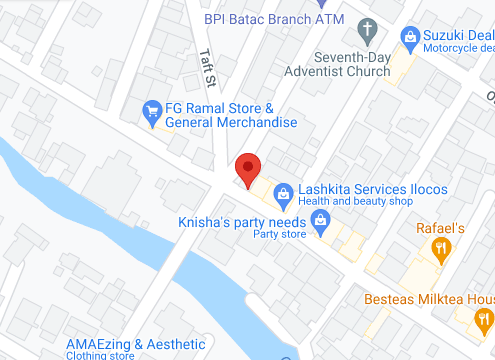 BPI Batac Branch ATM
Suzuki Deal
Motorcycle dea
Taft St
Seventh-Day
Adventist Church
FG Ramal Store &
General Merchandise
Lashkita Services Ilocos
Health and beauty shop
Knisha's party needs
Party store
Rafael's
Besteas Milktea Hous
AMAEzing & Aesthetic
Clothing store